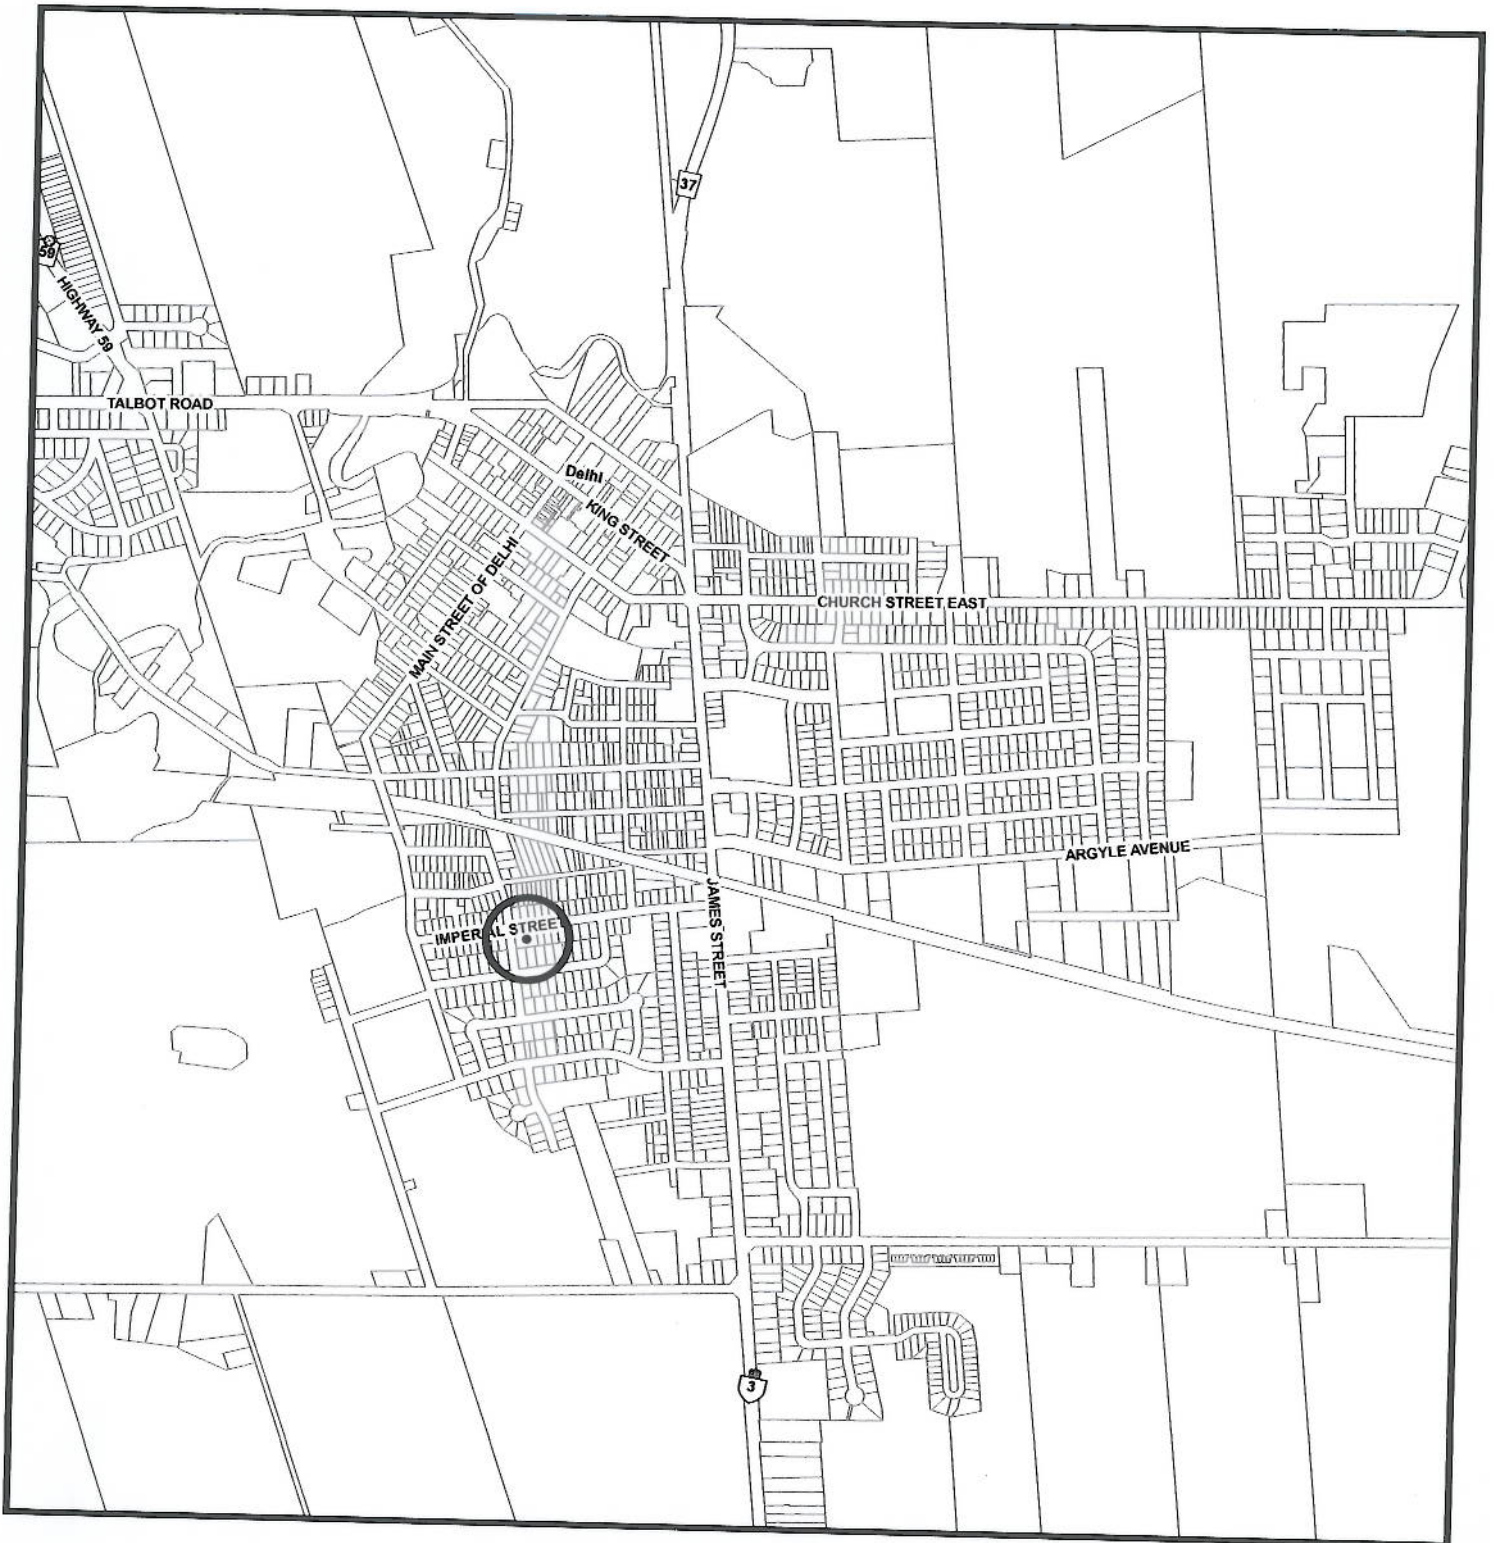 37
59
HIGHWAY 59
TALBOT ROAD
Delhi
KING STREET
MAIN STREET OF DELHI
CHURCH STREET EAST
ARGYLE AVENUE
JAMES STREET
IMPERIAL STREET
3